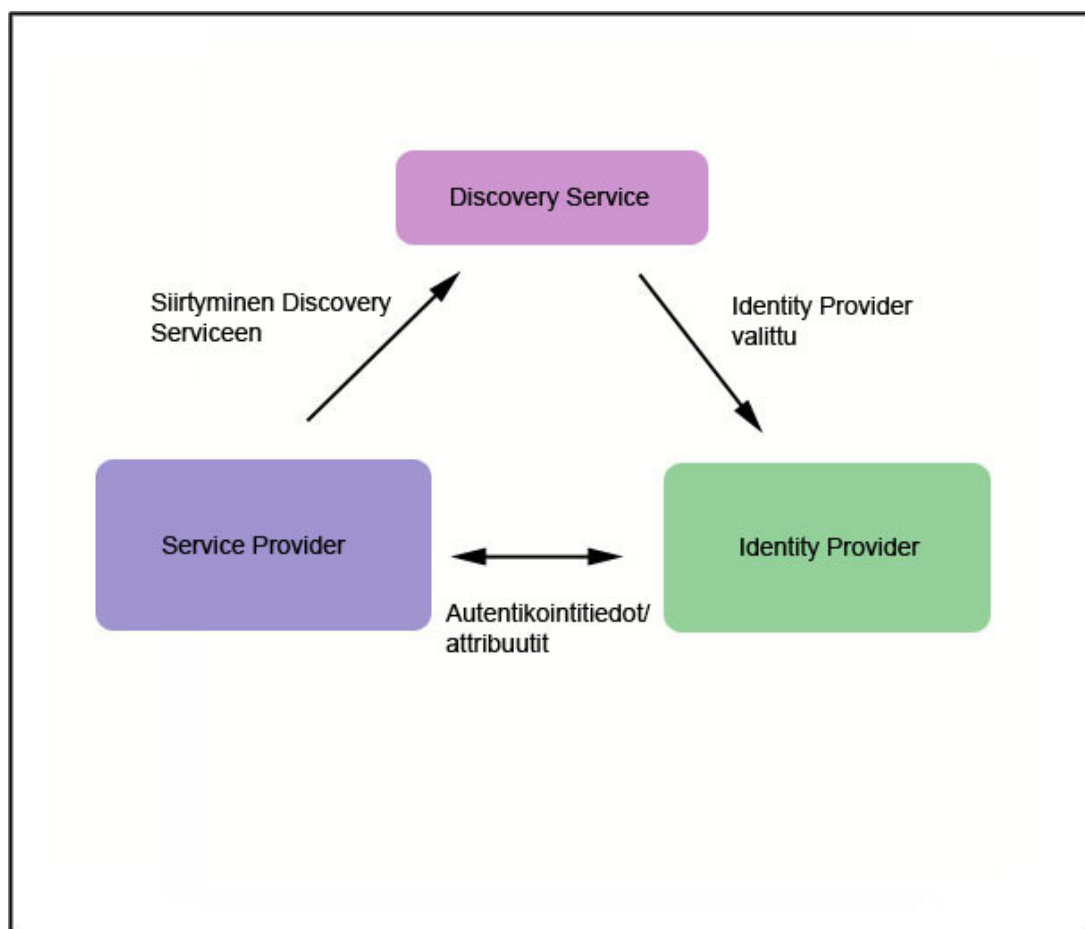 Discovery Service
Siirtyminen Discovery
Serviceen
Identity Provider
valittu
Service Provider
Identity Provider
Autentikointitiedot/
attribuutit